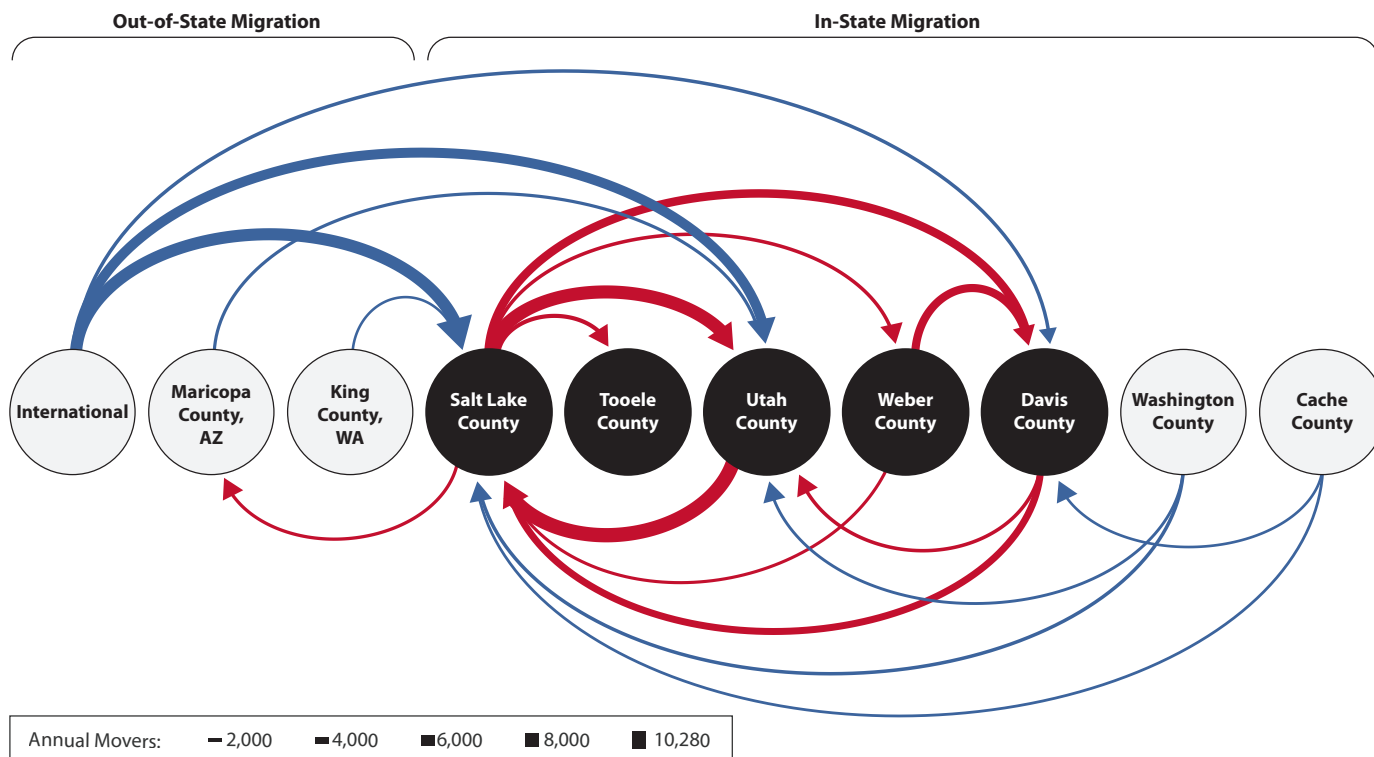 Out-of-State Migration
In-State Migration
International
Maricopa
County,
AZ
King
County,
WA
Salt Lake
County
Tooele
County
Utah
County
Weber
County
Davis
County
Washington
County
Cache
County
Annual Movers: 2,000 4,000 6,000 8,000 10,280